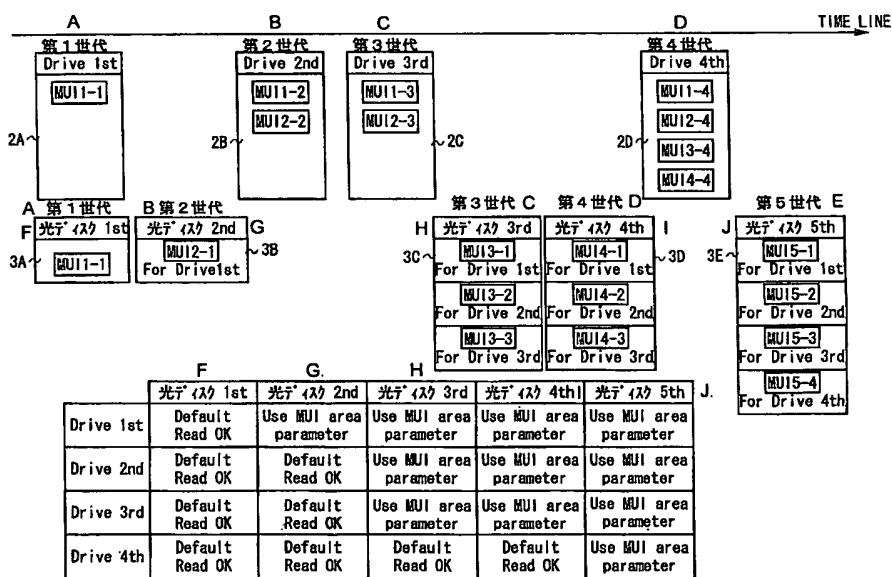 A B C D TIME LINE
第1世代 第2世代 第3世代 第4世代
Drive 1st Drive 2nd Drive 3rd Drive 4th
MUI1-1 MUI1-2 MUI1-3 MUI1-4
MUI2-2 MUI2-3 MUI2-4
2A 2B 2C 2D
MUI3-4
MUI4-4
A 第1世代 B 第2世代 第3世代 C 第4世代 D 第5世代 E
F 光ディスク 1st 光ディスク 2nd G H 光ディスク 3rd 光ディスク 4th I J 光ディスク 5th
3A MUI1-1 MUI2-1 3B 3C MUI3-1 MUI4-1 3D 3E MUI5-1
For Drive1st For Drive 1st For Drive 1st For Drive 1st
MUI3-2 MUI4-2 MUI5-2
For Drive 2nd For Drive 2nd For Drive 2nd
MUI3-3 MUI4-3 MUI5-3
For Drive 3rd For Drive 3rd For Drive 3rd
MUI5-4
For Drive 4th
F G. H
光ディスク 1st 光ディスク 2nd 光ディスク 3rd 光ディスク 4th I 光ディスク 5th J.
Drive 1st Default Use MUI area Use MUI area Use MUI area Use MUI area
Read OK parameter parameter parameter parameter
Drive 2nd Default Default Use MUI area Use MUI area Use MUI area
Read OK Read OK parameter parameter parameter
Drive 3rd Default Default Use MUI area Use MUI area Use MUI area
Read OK Read OK parameter parameter parameter
Drive 4th Default Default Default Default Use MUI area
Read OK Read OK Read OK Read OK parameter